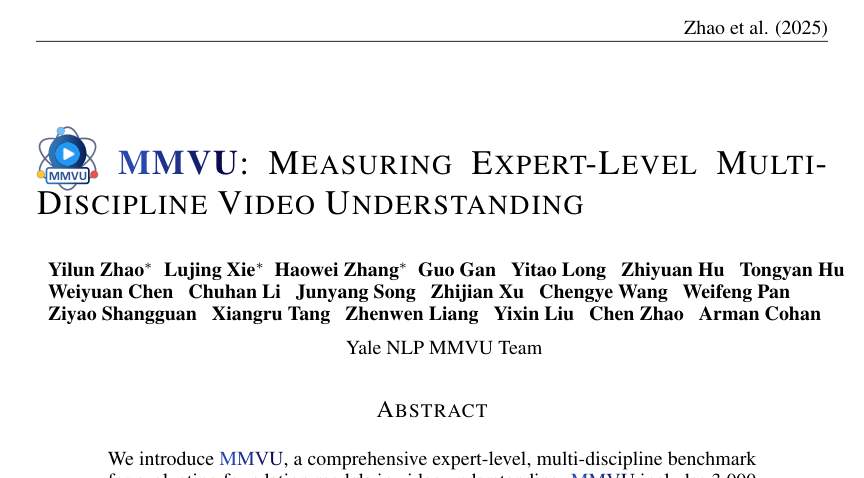 Zhao et al. (2025)
MMVU
MMVU: MEASURING EXPERT-LEVEL MULTI-
DISCIPLINE VIDEO UNDERSTANDING
Yilun Zhao* Lujing Xie* Haowei Zhang* Guo Gan Yitao Long Zhiyuan Hu Tongyan Hu
Weiyuan Chen Chuhan Li Junyang Song Zhijian Xu Chengye Wang Weifeng Pan
Ziyao Shangguan Xiangru Tang Zhenwen Liang Yixin Liu Chen Zhao Arman Cohan
Yale NLP MMVU Team
ABSTRACT
We introduce MMVU, a comprehensive expert-level, multi-discipline benchmark